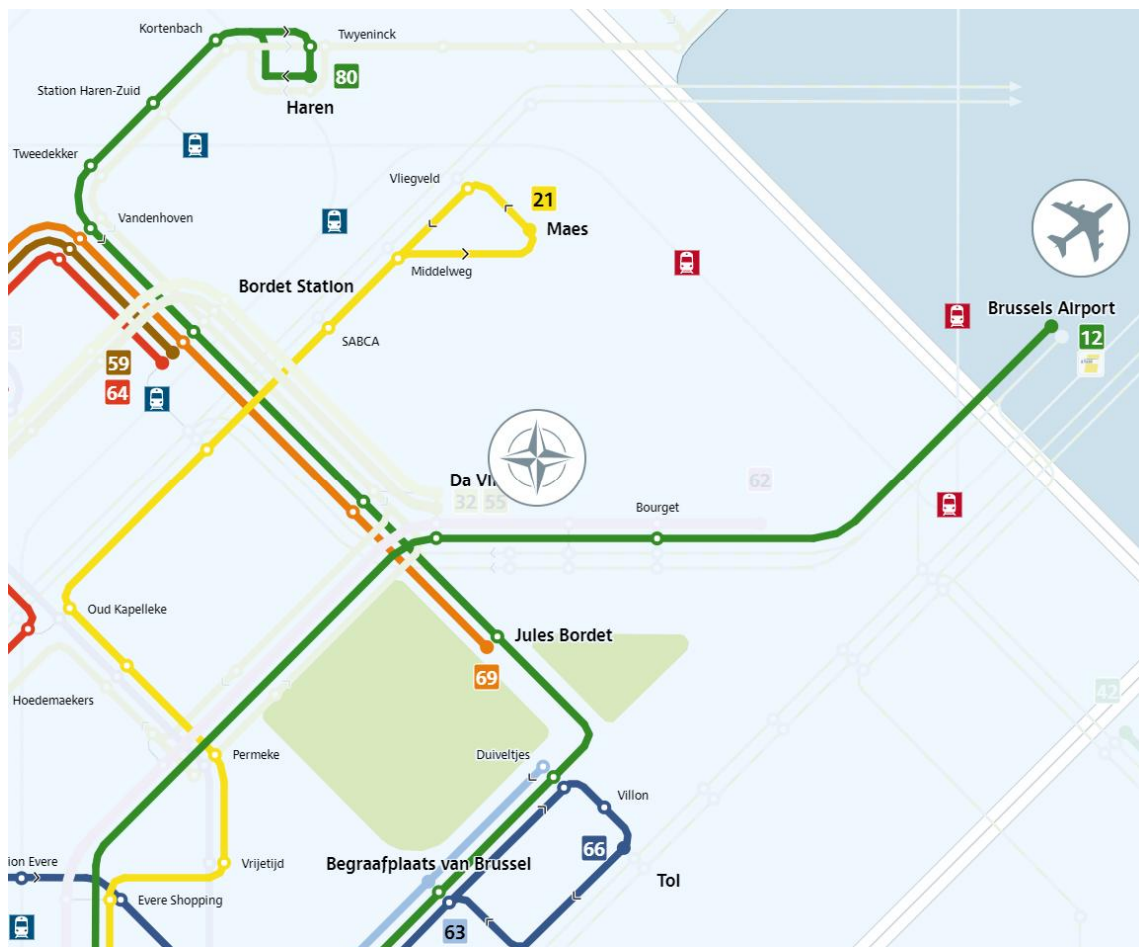 Kortenbach
Twyeninck
80
Station Haren-Zuid
Haren
Tweedekker
Vliegveld
21
Vandenhoven
Maes
Middelweg
Bordet Station
Brussels Airport
SABCA
12
59
64
Da
32 55
62
Bourget
Oud Kapelleke
Jules Bordet
69
Hoedemaekers
42
Permeke
Duiveltjes
Villon
66
Begraafplaats van Brussel
Evere
Vrijetijd
Tol
Evere Shopping
63